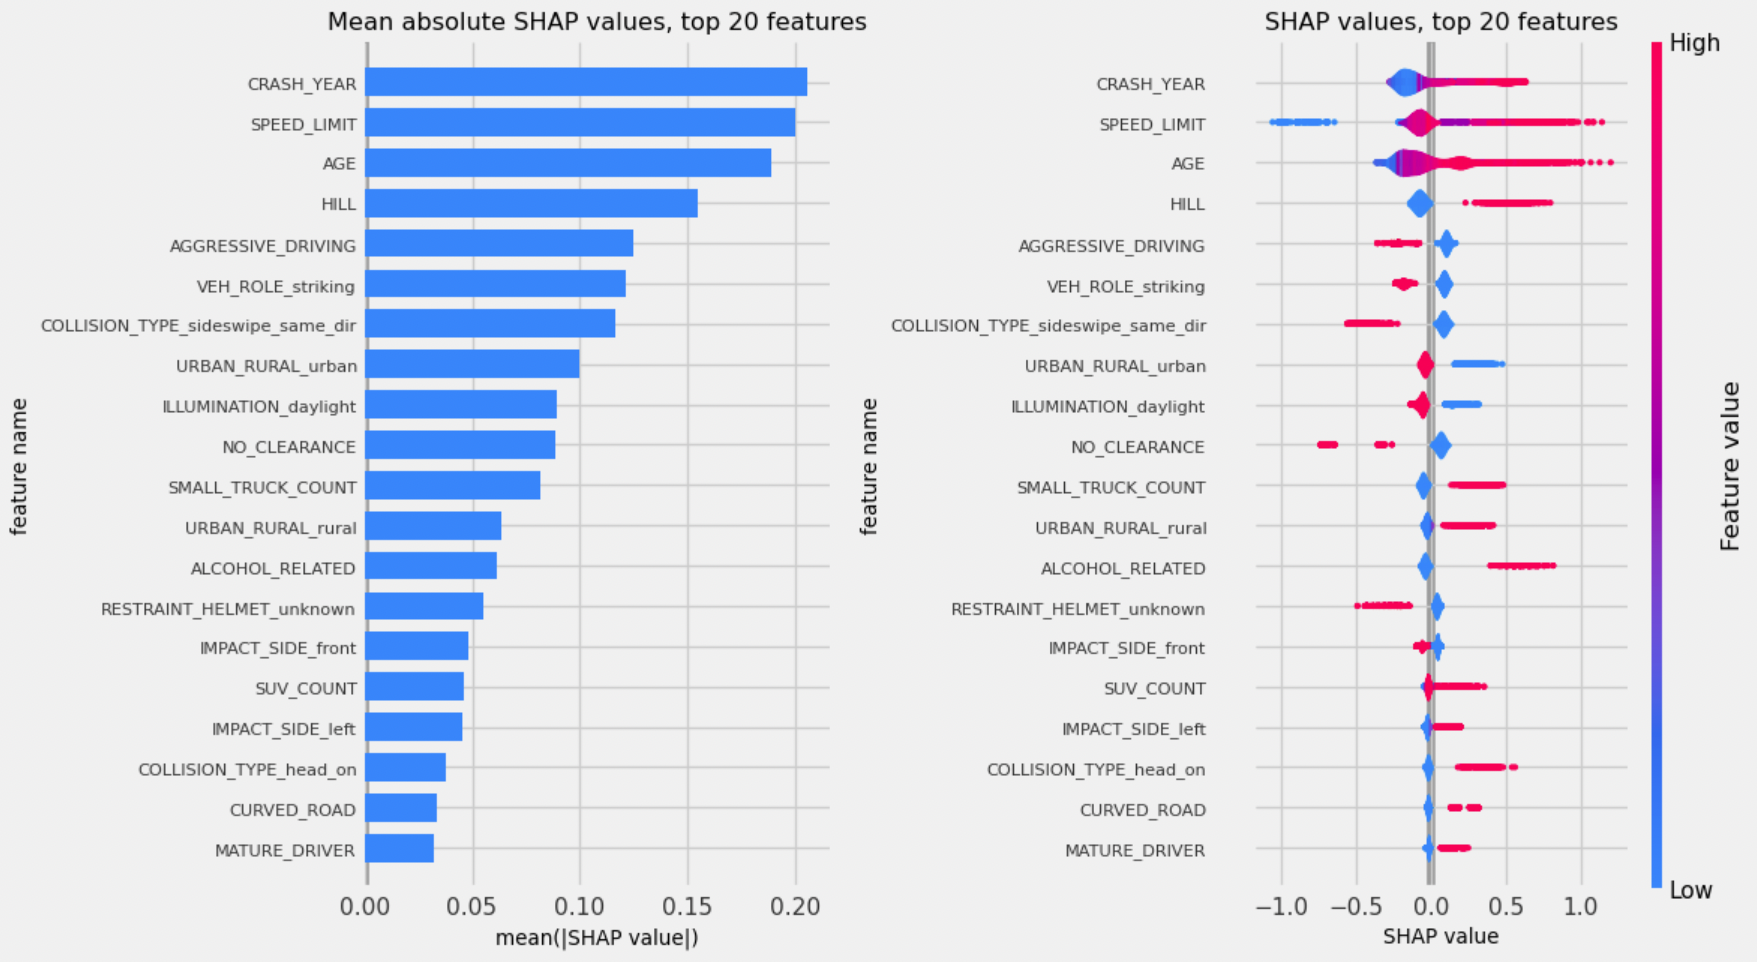 Mean absolute SHAP values, top 20 features
feature name
CRASH_YEAR
SPEED_LIMIT
AGE
HILL
AGGRESSIVE_DRIVING
VEH_ROLE_striking
COLLISION_TYPE_sideswipe_same_dir
URBAN_RURAL_urban
ILLUMINATION_daylight
NO_CLEARANCE
SMALL_TRUCK_COUNT
URBAN_RURAL_rural
ALCOHOL_RELATED
RESTRAINT_HELMET_unknown
IMPACT_SIDE_front
SUV_COUNT
IMPACT_SIDE_left
COLLISION_TYPE_head_on
CURVED_ROAD
MATURE_DRIVER
0.00 0.05 0.10 0.15 0.20
mean(|SHAP value|)
SHAP values, top 20 features
feature name
CRASH_YEAR
SPEED_LIMIT
AGE
HILL
AGGRESSIVE_DRIVING
VEH_ROLE_striking
COLLISION_TYPE_sideswipe_same_dir
URBAN_RURAL_urban
ILLUMINATION_daylight
NO_CLEARANCE
SMALL_TRUCK_COUNT
URBAN_RURAL_rural
ALCOHOL_RELATED
RESTRAINT_HELMET_unknown
IMPACT_SIDE_front
SUV_COUNT
IMPACT_SIDE_left
COLLISION_TYPE_head_on
CURVED_ROAD
MATURE_DRIVER
−1.0 −0.5 0.0 0.5 1.0
SHAP value
High
Feature value
Low